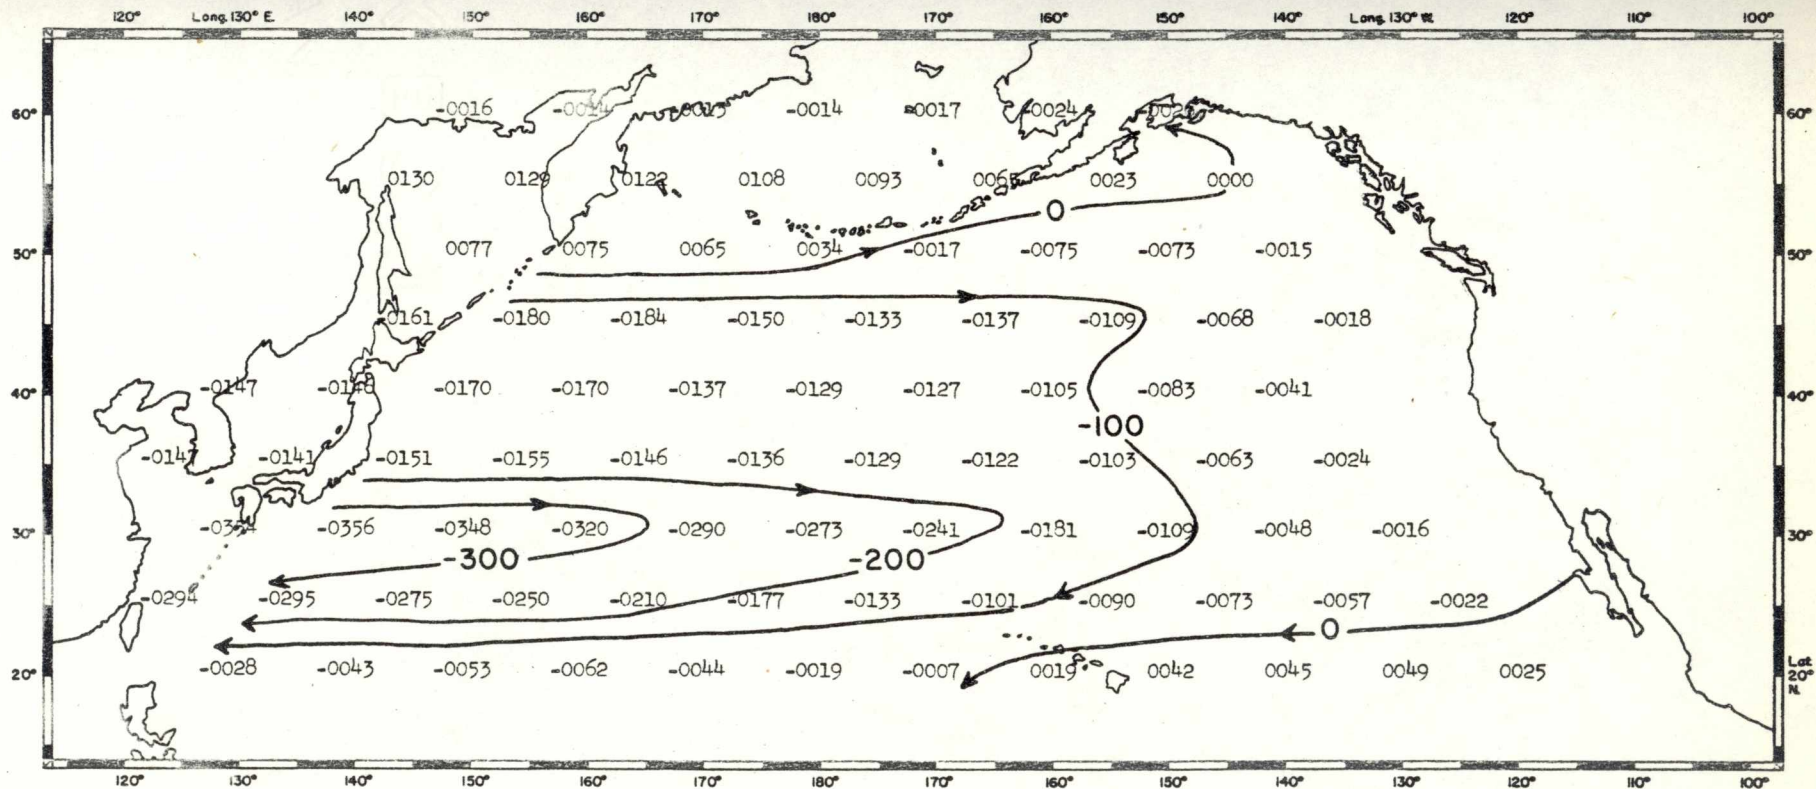 120° Long. 130° E. 140° 150° 160° 170° 180° 170° 160° 150° 140° Long. 130° W. 120° 110° 100°
60° -0016 -0014 -0013 -0014 -0017 -0024 60°
0130 0129 0122 0108 0093 0023 0000
0
50° 0077 0075 0065 0034 -0017 -0075 -0073 -0015 50°
-0161 -0180 -0184 -0150 -0133 -0137 -0109 -0068 -0018
40° -0147 -0148 -0170 -0170 -0137 -0129 -0127 -0105 -0083 -0041 40°
-100
-0147 -0141 -0151 -0155 -0146 -0136 -0129 -0122 -0103 -0063 -0024
30° -0356 -0348 -0320 -0290 -0273 -0241 -0181 -0109 -0048 -0016 30°
-300 -200
-0294 -0295 -0275 -0250 -0210 -0177 -0133 -0101 -0090 -0073 -0057 -0022
0
20° -0028 -0043 -0053 -0062 -0044 -0019 -0007 0019 0042 0045 0049 0025 Lat.
20°
N.
120° 130° 140° 150° 160° 170° 180° 170° 160° 150° 140° 130° 120° 110° 100°